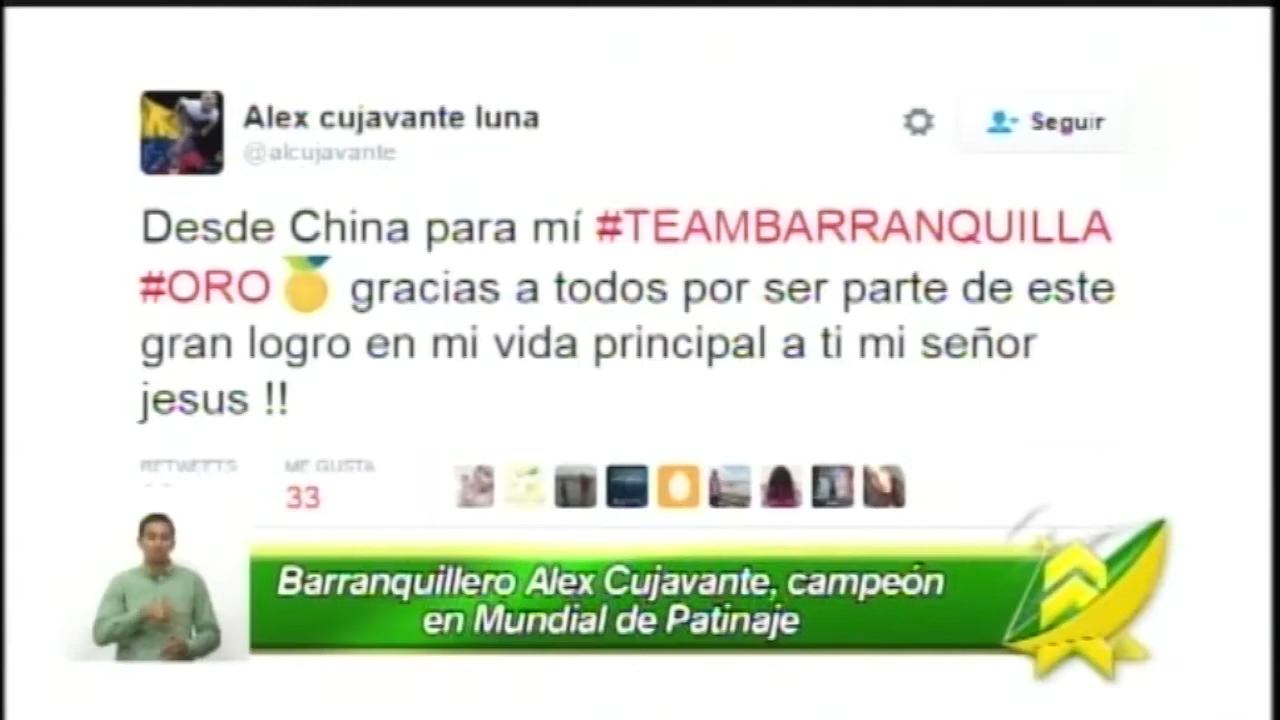 Alex cujavante luna
@alcujavante
Seguir
Desde China para mí #TEAMBARRANQUILLA
#ORO gracias a todos por ser parte de este
gran logro en mi vida principal a ti mi señor
jesus !!
RETWEETS
ME GUSTA
33
Barranquillero Alex Cujavante, campeón
en Mundial de Patinaje